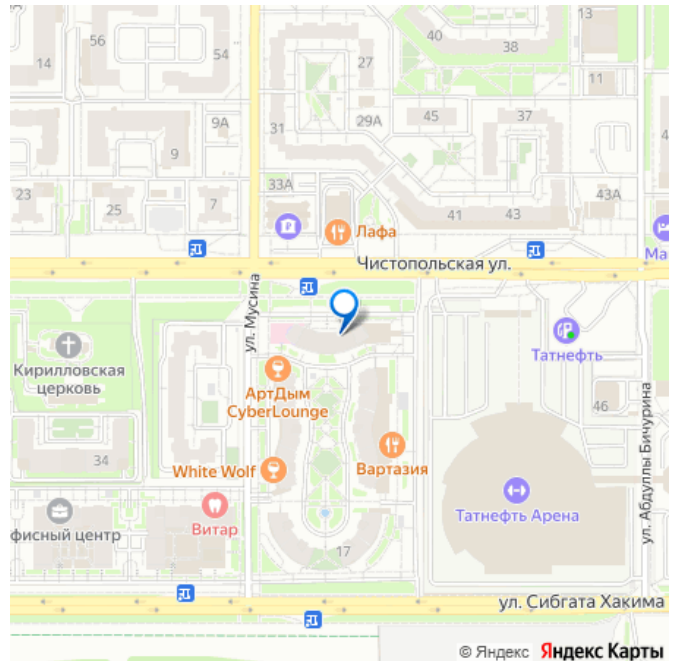 13
40
56
38
54
27
14
11
9А
45
37
29А
31
9
4
33А
43А
23
7
25
41
43
Лафа
Ма
Чистопольская ул.
ул. Мусина
Татнефть
Кирилловская
церковь
АртДым
CyberLounge
46
ул. Абдуллы Бичурина
34
White Wolf
Вартазия
Витар
Татнефть Арена
фисный центр
17
ул. Сибгата Хакима
© Яндекс Яндекс Карты